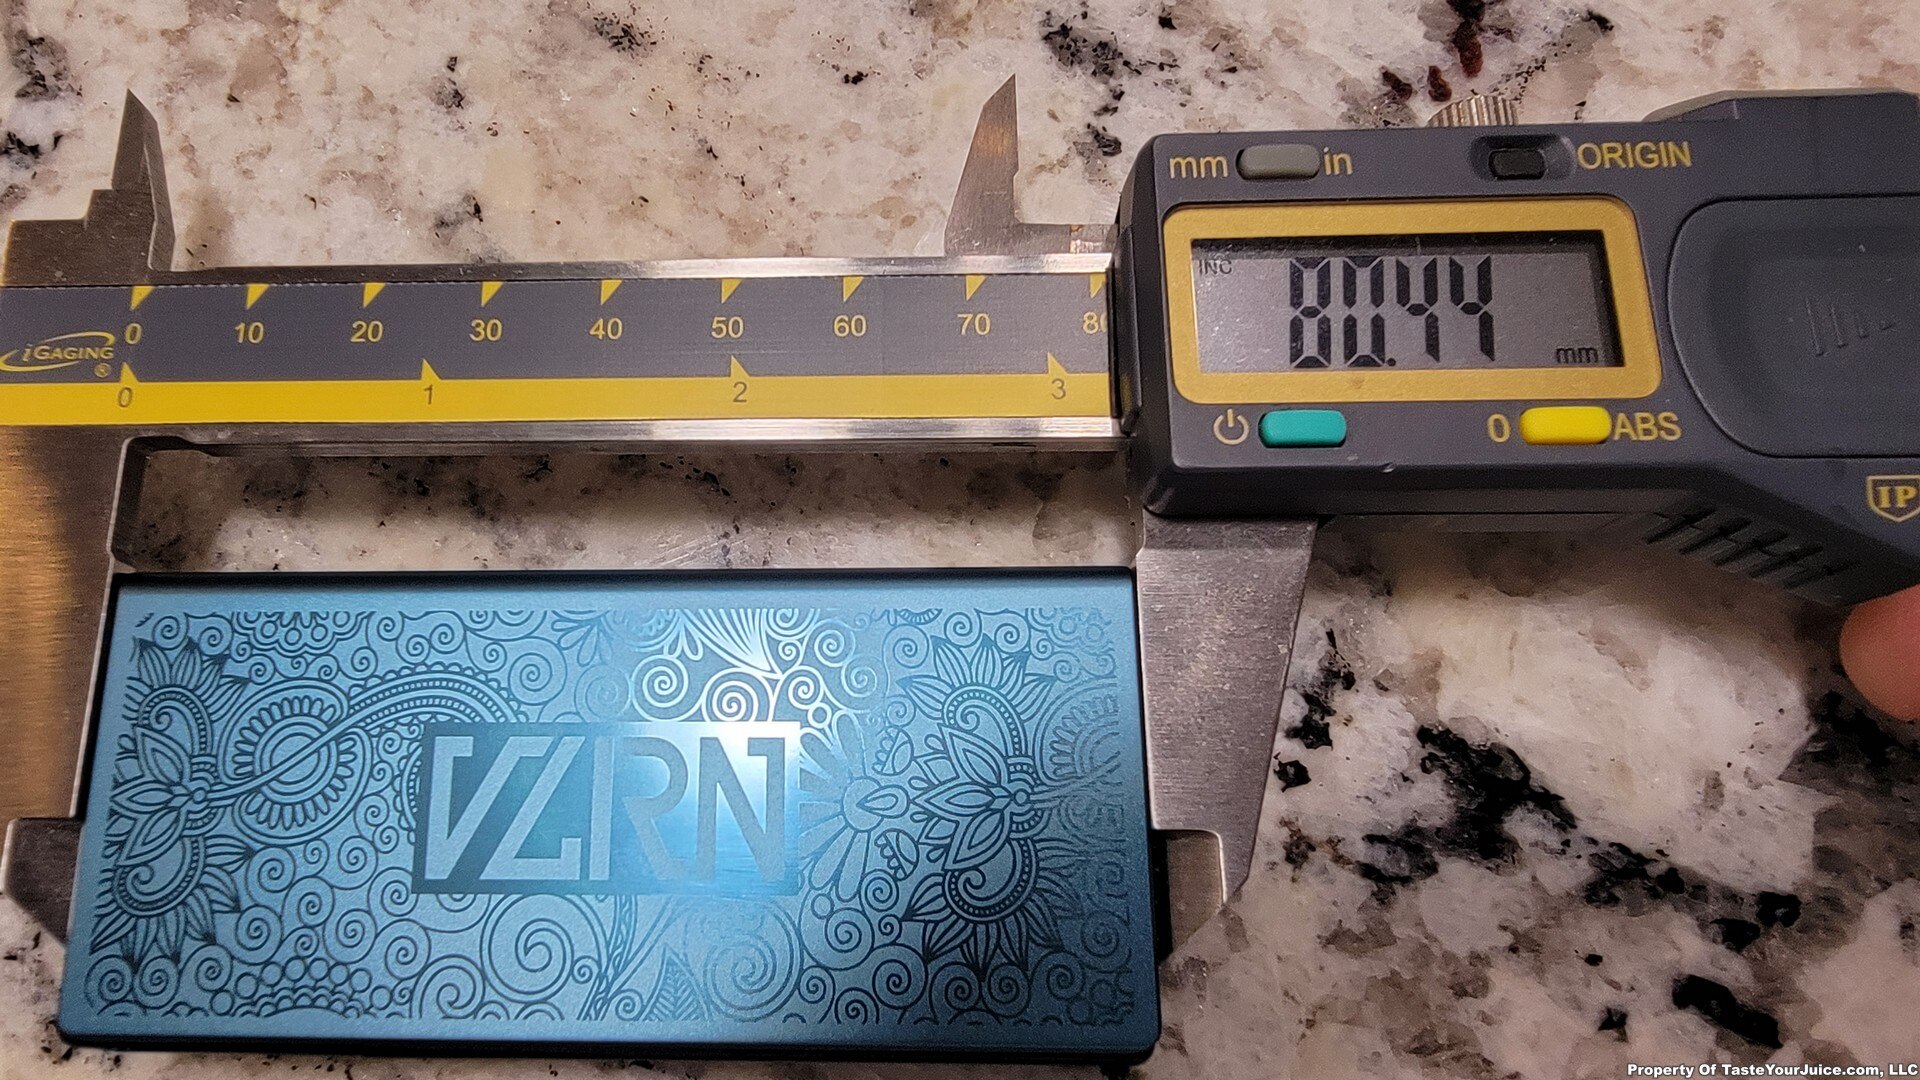 mm in ORIGIN
INC 80.44 mm
0 ABS
IP
0 10 20 30 40 50 60 70 80
iGAGING®
0 1 2 3
VZRN
Property Of TasteYourJuice.com, LLC